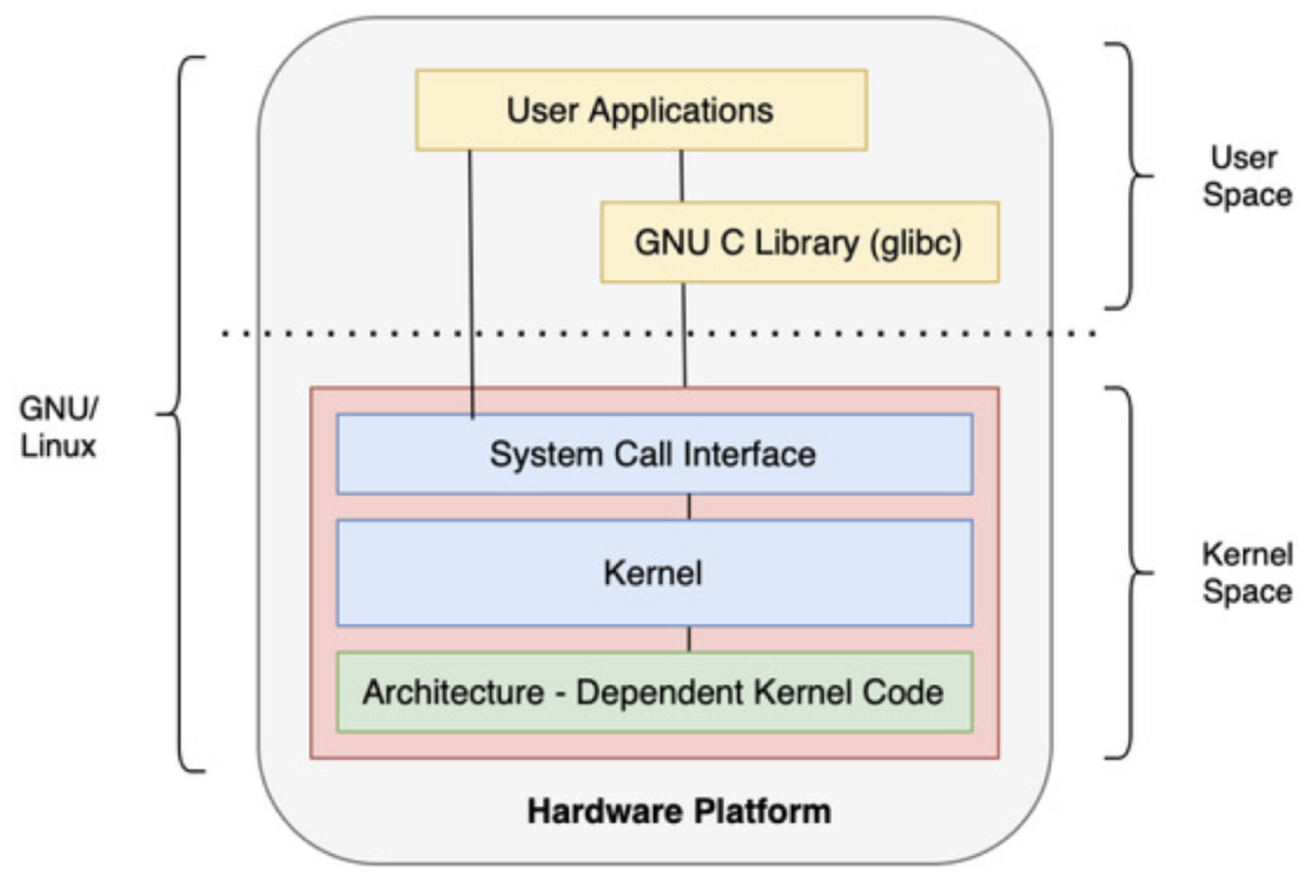 User Applications
User
Space
GNU C Library (glibc)
GNU/
Linux
System Call Interface
Kernel
Kernel
Space
Architecture - Dependent Kernel Code
Hardware Platform